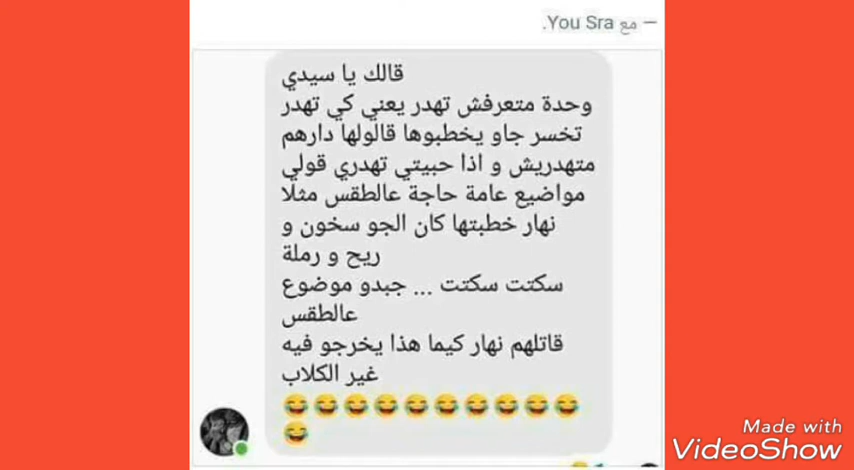 — مع You Sra.
قالك يا سيدي
وحدة متعرفش تهدر يعني كي تهدر
تخسر جاو يخطبوها قالولها دارهم
متهدريش و اذا حبيتي تهدري قولي
مواضيع عامة حاجة عالطقس مثلا
نهار خطبتها كان الجو سخون و
ريح و رملة
سكتت سكتت ... جبدو موضوع
عالطقس
قاتلهم نهار كيما هذا يخرجو فيه
غير الكلاب
😂😂😂😂😂😂😂😂😂😂
😂
Made with
VideoShow